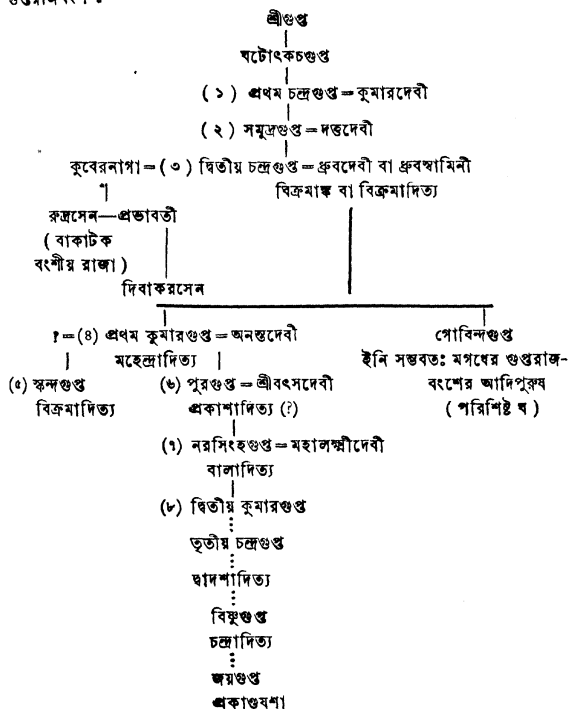 শ্রীগুপ্ত
ঘটোৎকচগুপ্ত
( ১ ) প্রথম চন্দ্রগুপ্ত = কুমারদেবী
( ২ ) সমুদ্রগুপ্ত = দত্তদেবী
কুবেরনাগা = ( ৩ ) দ্বিতীয় চন্দ্রগুপ্ত = ধ্রুবদেবী বা ধ্রুবস্বামিনী
বিক্রমাঙ্ক বা বিক্রমাদিত্য
রুদ্রসেন—প্রভাবতী
( বাকাটক
বংশীয় রাজা )
দিবাকরসেন
? = (৪) প্রথম কুমারগুপ্ত = অনন্তদেবী
মহেন্দ্রাদিত্য
গোবিন্দগুপ্ত
ইনি সম্ভবতঃ মগধের গুপ্তরাজ-
বংশের আদিপুরুষ
( পরিশিষ্ট ঘ )
(৫) স্কন্দগুপ্ত
বিক্রমাদিত্য
(৬) পুরগুপ্ত = শ্রীবৎসদেবী
প্রকাশাদিত্য (?)
(৭) নরসিংহগুপ্ত = মহালক্ষ্মীদেবী
বালাদিত্য
(৮) দ্বিতীয় কুমারগুপ্ত
তৃতীয় চন্দ্রগুপ্ত
দ্বাদশাদিত্য
বিষ্ণুগুপ্ত
চন্দ্রাদিত্য
জয়গুপ্ত
প্রকাণ্ডযশা